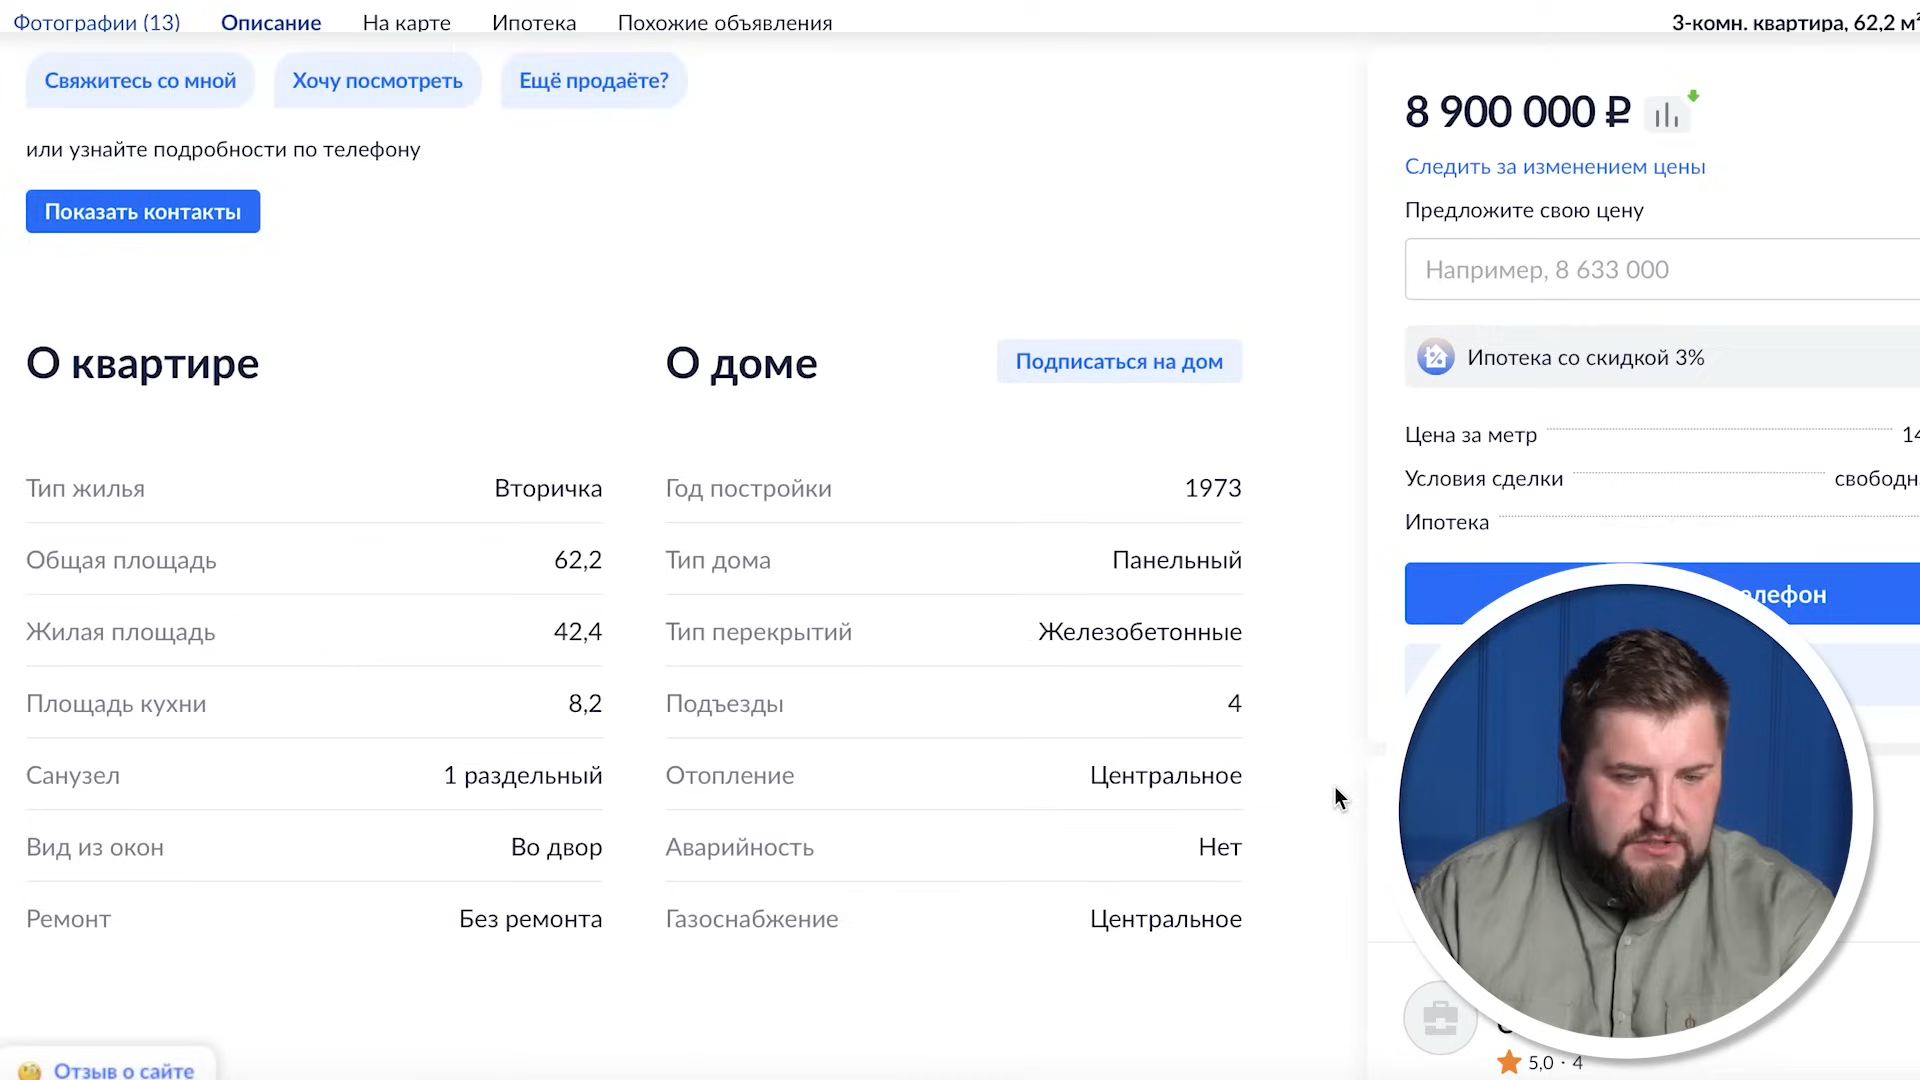 Фотографии (13) Описание На карте Ипотека Похожие объявления 3-комн. квартира, 62,2 м²
Свяжитесь со мной Хочу посмотреть Ещё продаёте?
или узнайте подробности по телефону
Показать контакты
8 900 000 ₽
Следить за изменением цены
Предложите свою цену
Например, 8 633 000
Ипотека со скидкой 3%
Цена за метр 14
Условия сделки свободн
Ипотека
О квартире
Тип жилья Вторичка
Общая площадь 62,2
Жилая площадь 42,4
Площадь кухни 8,2
Санузел 1 раздельный
Вид из окон Во двор
Ремонт Без ремонта
О доме Подписаться на дом
Год постройки 1973
Тип дома Панельный
Тип перекрытий Железобетонные
Подъезды 4
Отопление Центральное
Аварийность Нет
Газоснабжение Центральное
5,0 · 4
Отзыв о сайте